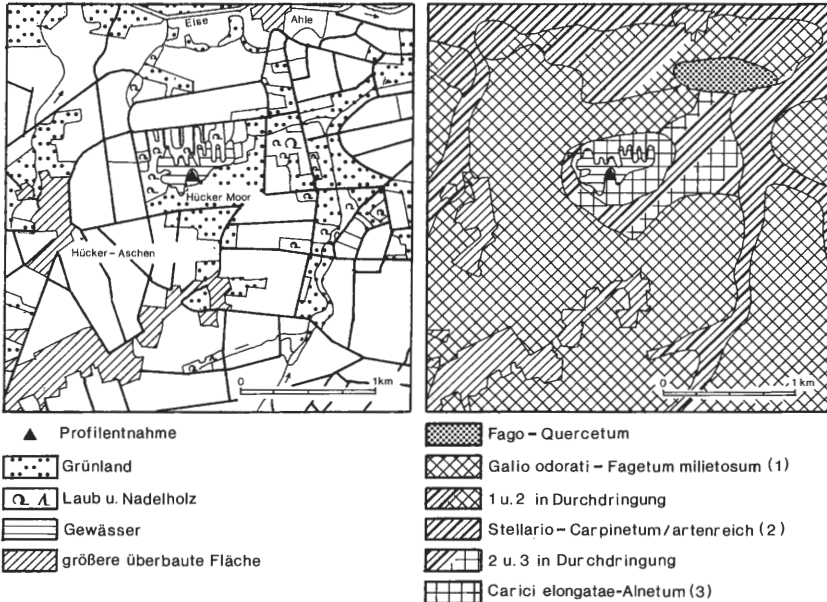 Else
Ahle
Hücker Moor
Hücker-Aschen
0 1km
0 1km
▲ Profilentnahme
Grünland
Laub u. Nadelholz
Gewässer
größere überbaute Fläche
Fago-Quercetum
Galio odorati-Fagetum milietosum (1)
1 u. 2 in Durchdringung
Stellario-Carpinetum/artenreich (2)
2 u. 3 in Durchdringung
Carici elongatae-Alnetum (3)